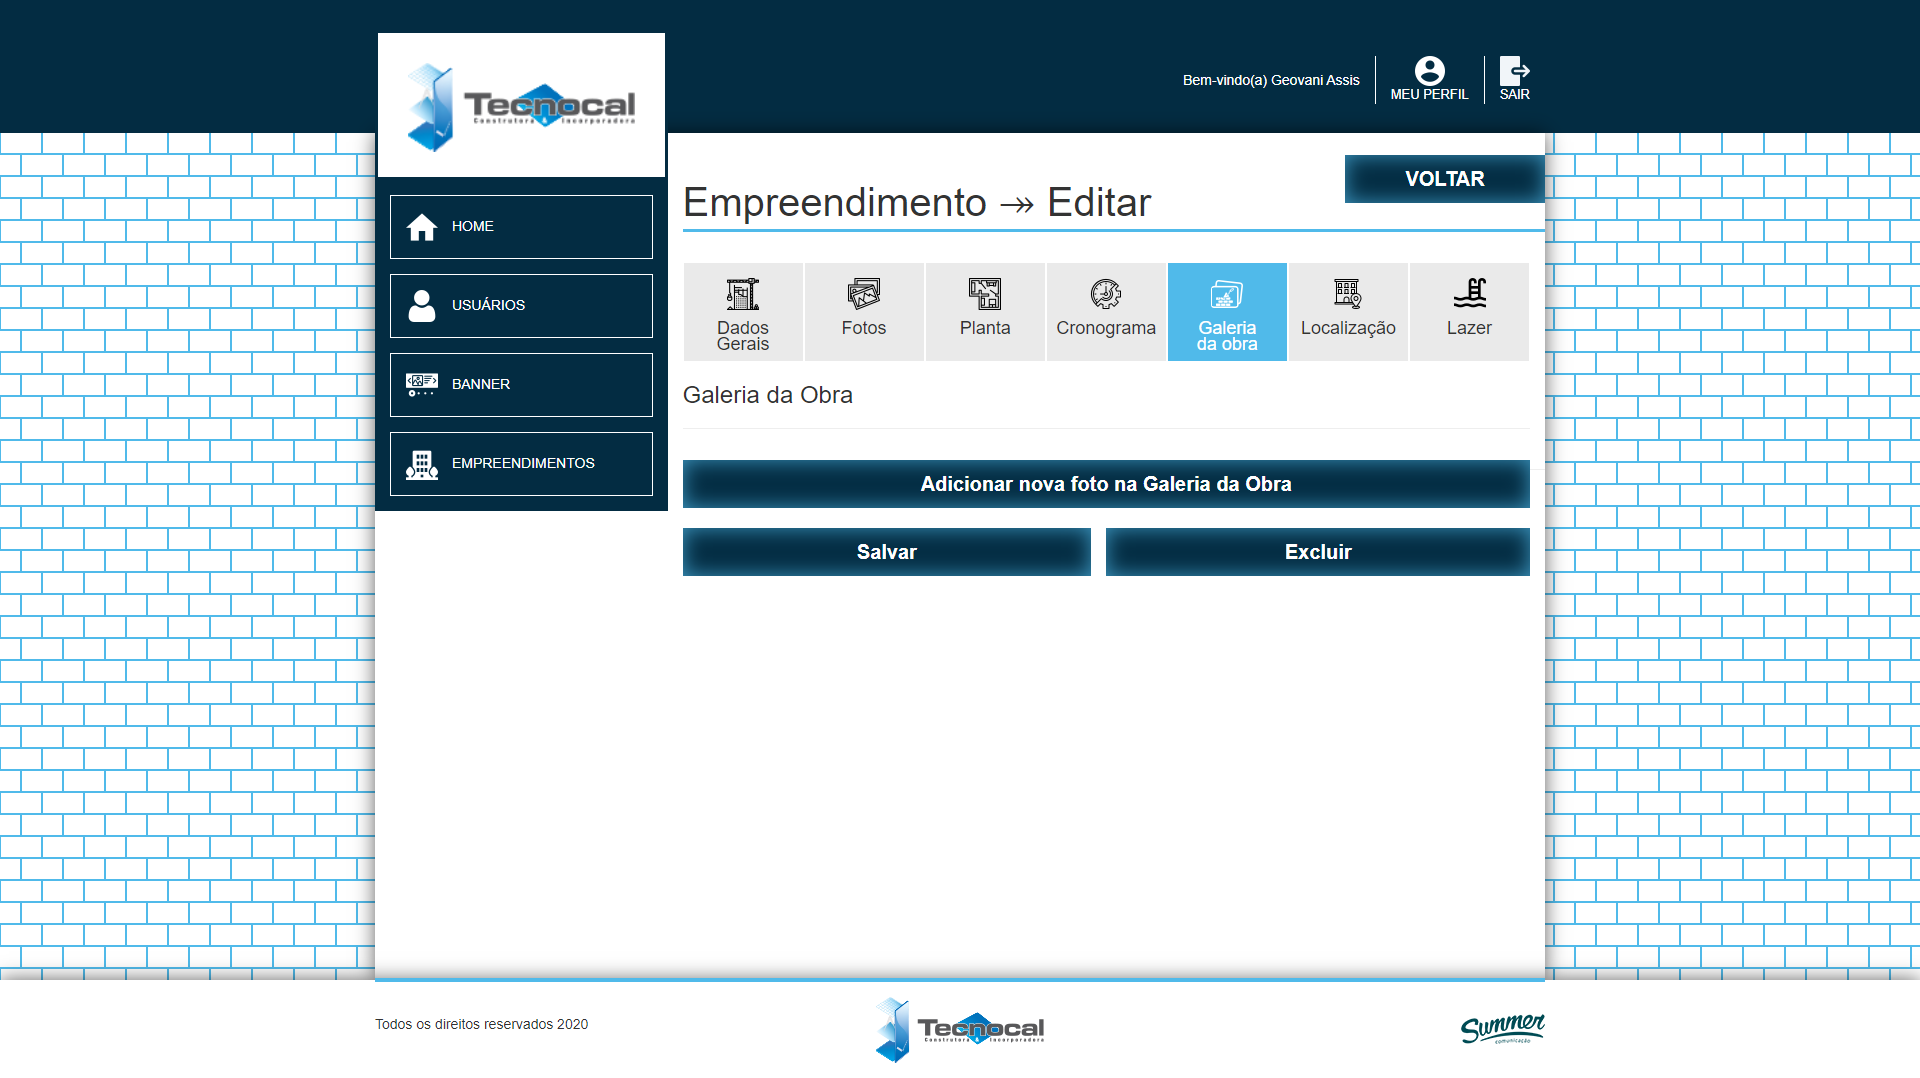 Tecnocal
Construtora & Incorporadora
Bem-vindo(a) Geovani Assis
MEU PERFIL
SAIR
HOME
USUÁRIOS
BANNER
EMPREENDIMENTOS
VOLTAR
Empreendimento ↠ Editar
Dados
Gerais
Fotos
Planta
Cronograma
Galeria
da obra
Localização
Lazer
Galeria da Obra
Adicionar nova foto na Galeria da Obra
Salvar
Excluir
Todos os direitos reservados 2020
Tecnocal
Construtora & Incorporadora
Summer
comunicação